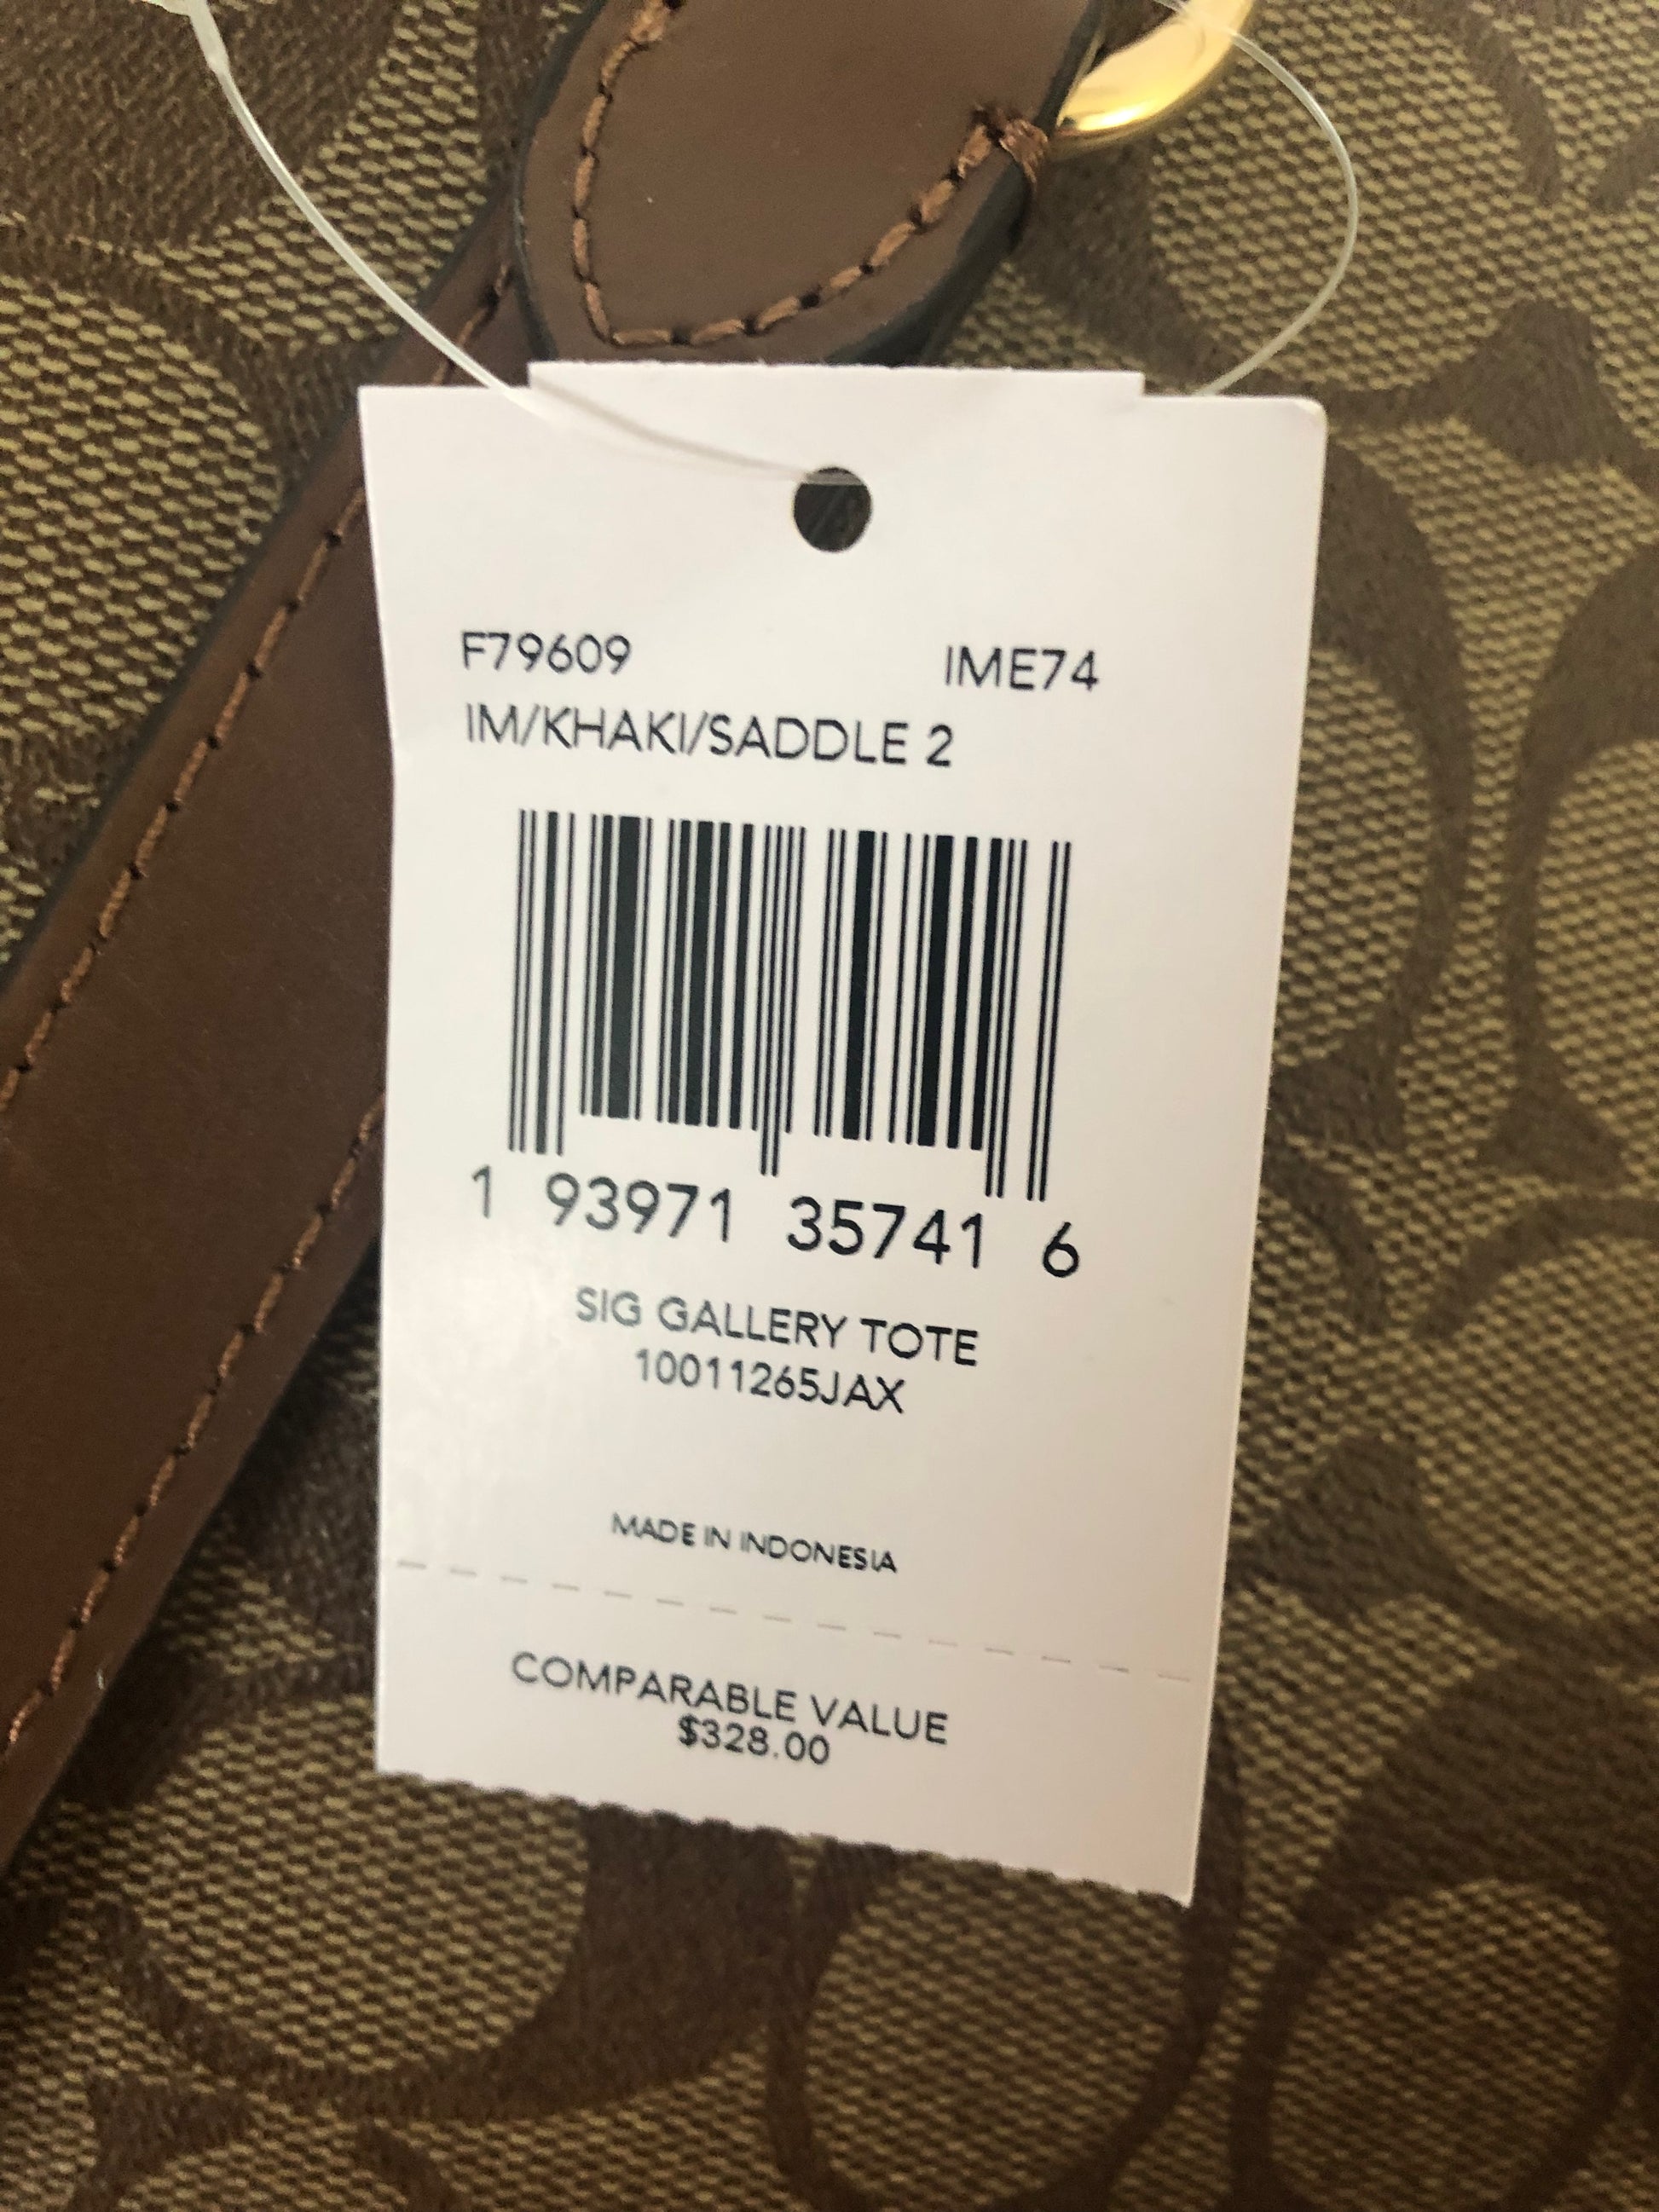 F79609 IME74
IM/KHAKI/SADDLE 2
1 93971 35741 6
SIG GALLERY TOTE
10011265JAX
MADE IN INDONESIA
COMPARABLE VALUE
$328.00